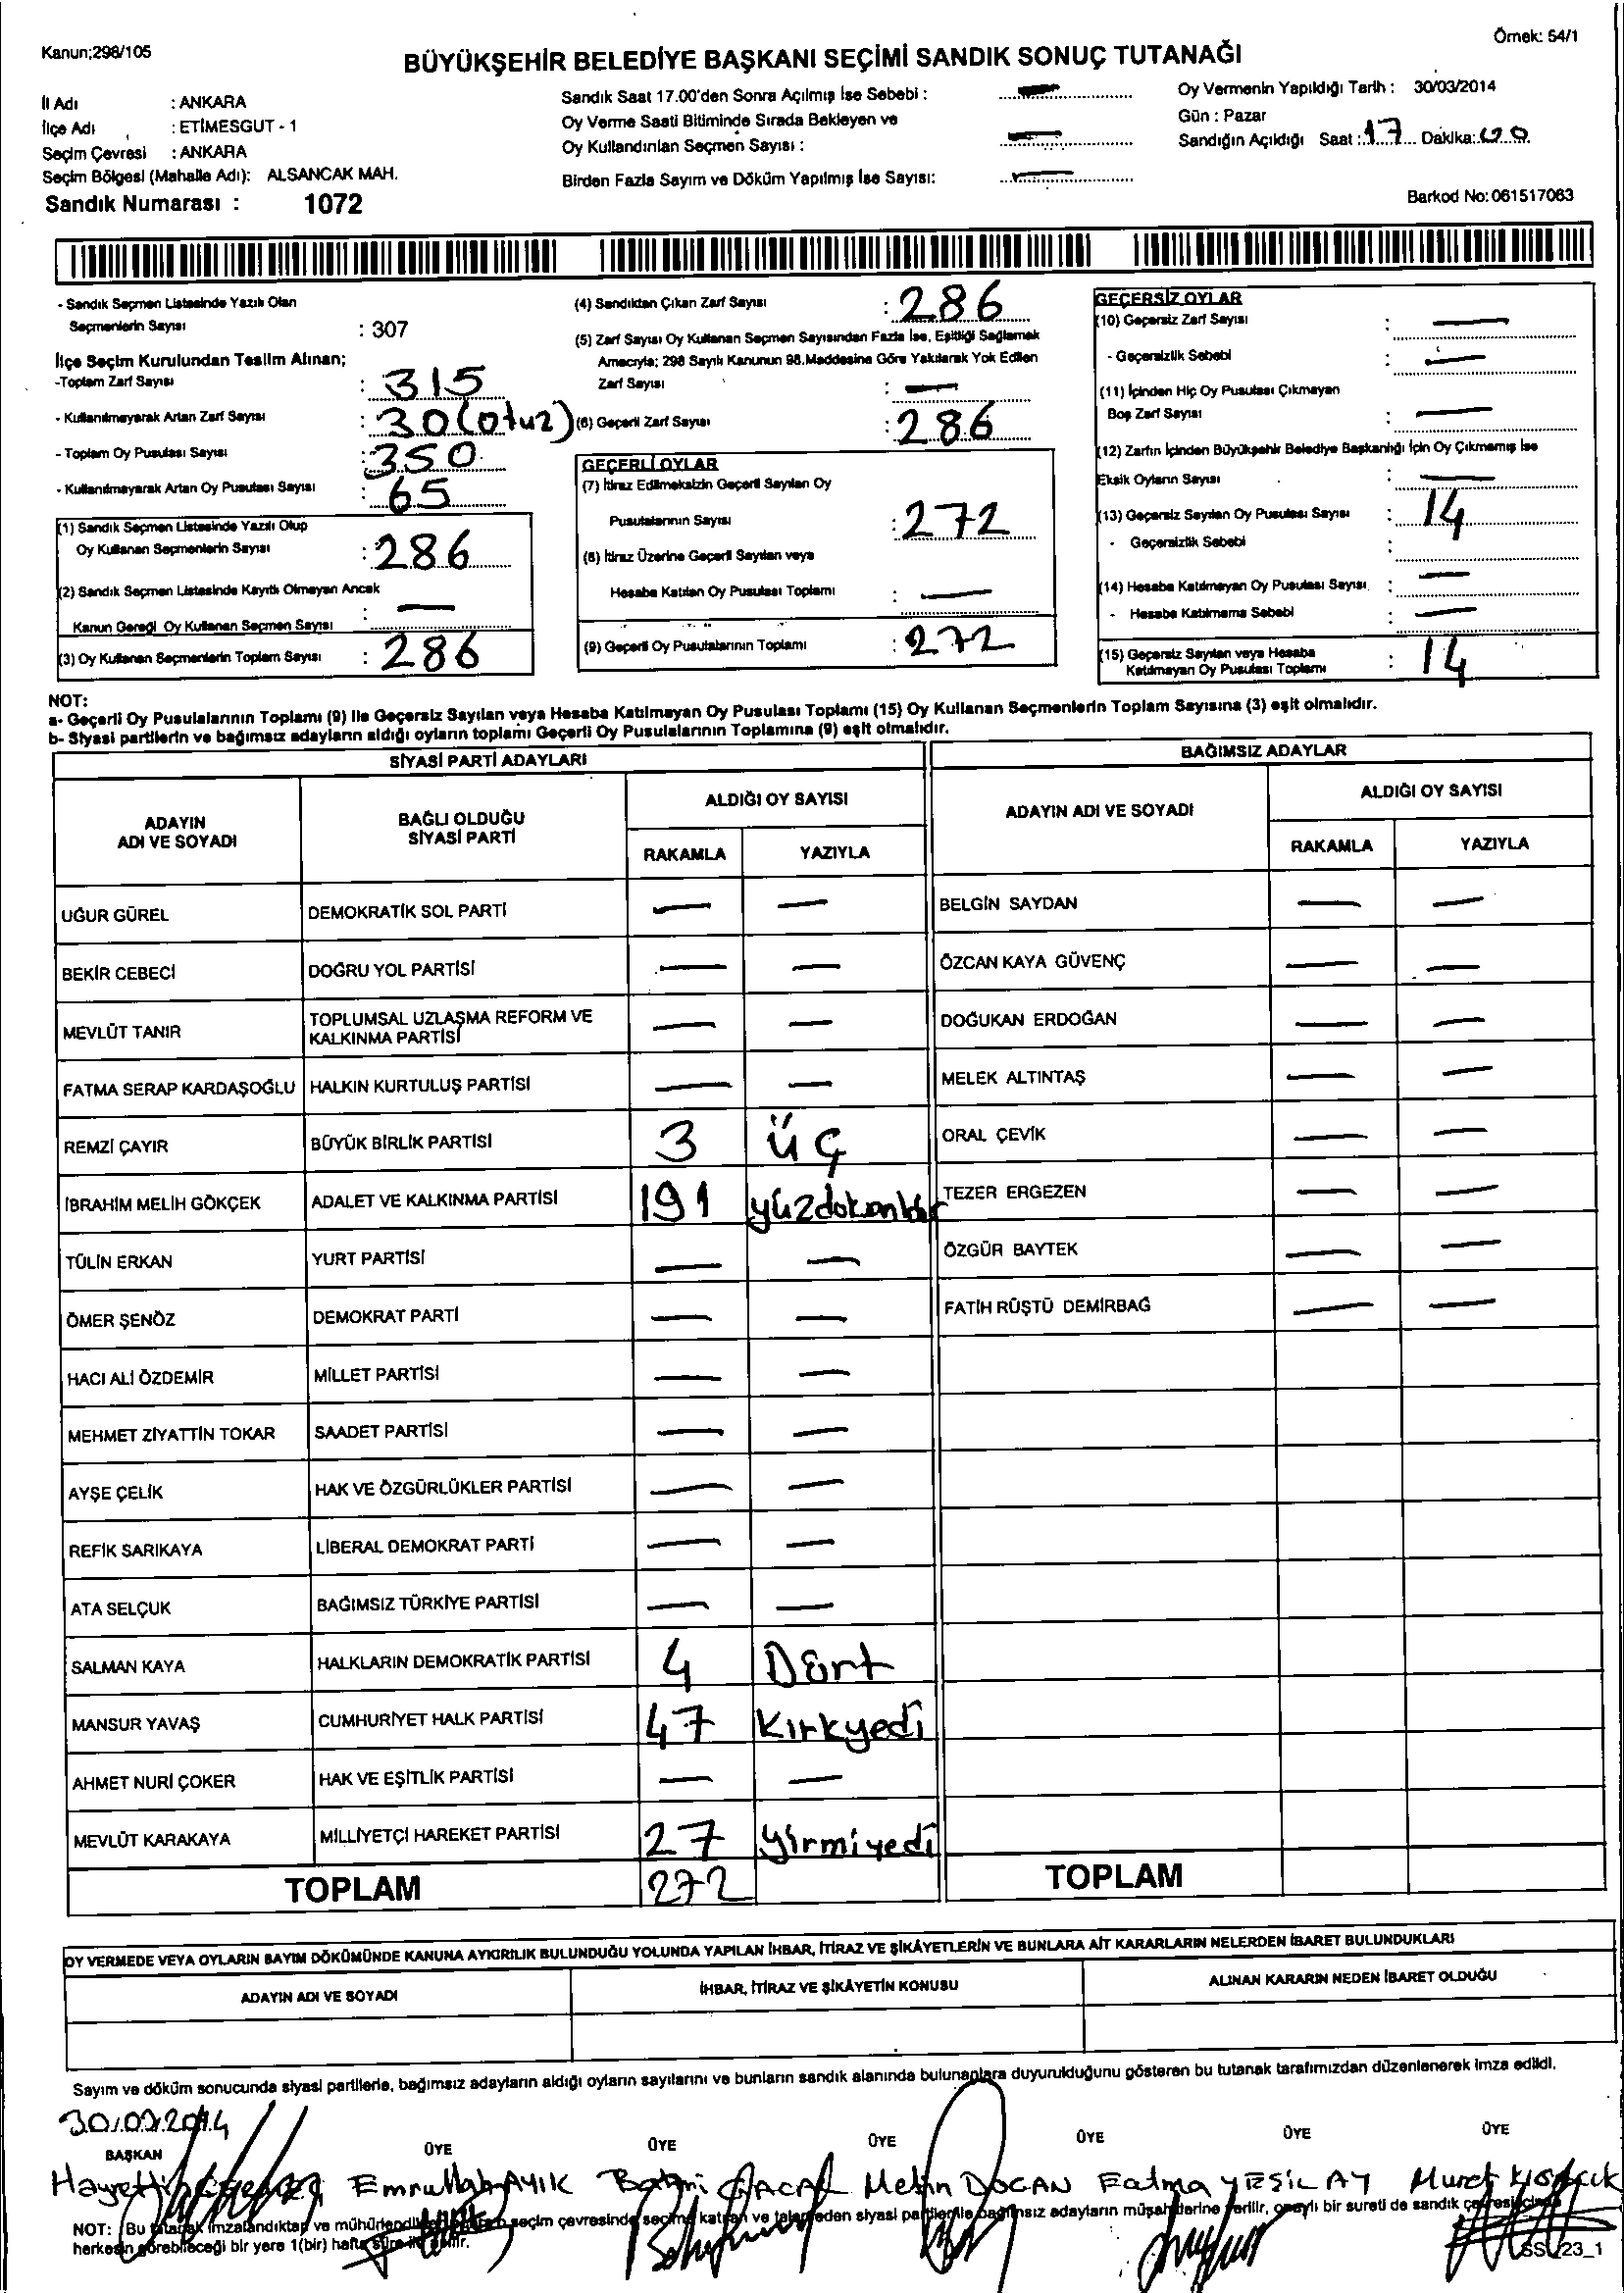 Kanun;298/105
Örnek: 54/1
BÜYÜKŞEHİR BELEDİYE BAŞKANI SEÇİMİ SANDIK SONUÇ TUTANAĞI
İl Adı : ANKARA
İlçe Adı : ETİMESGUT - 1
Seçim Çevresi : ANKARA
Seçim Bölgesi (Mahalle Adı): ALSANCAK MAH.
Sandık Numarası : 1072
Sandık Saat 17.00'den Sonra Açılmış İse Sebebi : —
Oy Verme Saati Bitiminde Sırada Bekleyen ve
Oy Kullandırılan Seçmen Sayısı : —
Birden Fazla Sayım ve Döküm Yapılmış İse Sayısı: —
Oy Vermenin Yapıldığı Tarih : 30/03/2014
Gün : Pazar
Sandığın Açıldığı Saat : 17 Dakika: 00
Barkod No: 061517063
- Sandık Seçmen Listesinde Yazılı Olan
Seçmenlerin Sayısı : 307
İlçe Seçim Kurulundan Teslim Alınan;
-Toplam Zarf Sayısı : 315
- Kullanılmayarak Artan Zarf Sayısı : 30 (otuz)
- Toplam Oy Pusulası Sayısı : 350
- Kullanılmayarak Artan Oy Pusulası Sayısı : 65
(1) Sandık Seçmen Listesinde Yazılı Olup
Oy Kullanan Seçmenlerin Sayısı : 286
(2) Sandık Seçmen Listesinde Kayıtlı Olmayan Ancak
Kanun Gereği Oy Kullanan Seçmen Sayısı : —
(3) Oy Kullanan Seçmenlerin Toplam Sayısı : 286
(4) Sandıktan Çıkan Zarf Sayısı : 286
(5) Zarf Sayısı Oy Kullanan Seçmen Sayısından Fazla İse, Eşitliği Sağlamak
Amacıyla; 298 Sayılı Kanunun 98.Maddesine Göre Yakılarak Yok Edilen
Zarf Sayısı : —
(6) Geçerli Zarf Sayısı : 286
GEÇERLİ OYLAR
(7) İtiraz Edilmeksizin Geçerli Sayılan Oy
Pusulalarının Sayısı : 272
(8) İtiraz Üzerine Geçerli Sayılan veya
Hesaba Katılan Oy Pusulası Toplamı : —
(9) Geçerli Oy Pusulalarının Toplamı : 272
GEÇERSİZ OYLAR
(10) Geçersiz Zarf Sayısı : —
- Geçersizlik Sebebi : —
(11) İçinden Hiç Oy Pusulası Çıkmayan
Boş Zarf Sayısı : —
(12) Zarfın İçinden Büyükşehir Belediye Başkanlığı İçin Oy Çıkmamış İse
Eksik Oyların Sayısı : —
(13) Geçersiz Sayılan Oy Pusulası Sayısı : 14
- Geçersizlik Sebebi :
(14) Hesaba Katılmayan Oy Pusulası Sayısı : —
- Hesaba Katılmama Sebebi : —
(15) Geçersiz Sayılan veya Hesaba
Katılmayan Oy Pusulası Toplamı : 14
NOT:
a- Geçerli Oy Pusulalarının Toplamı (9) ile Geçersiz Sayılan veya Hesaba Katılmayan Oy Pusulası Toplamı (15) Oy Kullanan Seçmenlerin Toplam Sayısına (3) eşit olmalıdır.
b- Siyasi partilerin ve bağımsız adayların aldığı oyların toplamı Geçerli Oy Pusulalarının Toplamına (9) eşit olmalıdır.
SİYASİ PARTİ ADAYLARI
ADAYIN
ADI VE SOYADI
BAĞLI OLDUĞU
SİYASİ PARTİ
ALDIĞI OY SAYISI
RAKAMLA YAZIYLA
UĞUR GÜREL DEMOKRATİK SOL PARTİ — —
BEKİR CEBECİ DOĞRU YOL PARTİSİ — —
MEVLÜT TANIR TOPLUMSAL UZLAŞMA REFORM VE
KALKINMA PARTİSİ — —
FATMA SERAP KARDAŞOĞLU HALKIN KURTULUŞ PARTİSİ — —
REMZİ ÇAYIR BÜYÜK BİRLİK PARTİSİ 3 üç
İBRAHİM MELİH GÖKÇEK ADALET VE KALKINMA PARTİSİ 191
TÜLİN ERKAN YURT PARTİSİ — —
ÖMER ŞENÖZ DEMOKRAT PARTİ — —
HACI ALİ ÖZDEMİR MİLLET PARTİSİ — —
MEHMET ZİYATTİN TOKAR SAADET PARTİSİ — —
AYŞE ÇELİK HAK VE ÖZGÜRLÜKLER PARTİSİ — —
REFİK SARIKAYA LİBERAL DEMOKRAT PARTİ — —
ATA SELÇUK BAĞIMSIZ TÜRKİYE PARTİSİ — —
SALMAN KAYA HALKLARIN DEMOKRATİK PARTİSİ 4 Dört
MANSUR YAVAŞ CUMHURİYET HALK PARTİSİ 47 Kırkyedi
AHMET NURİ ÇOKER HAK VE EŞİTLİK PARTİSİ — —
MEVLÜT KARAKAYA MİLLİYETÇİ HAREKET PARTİSİ 27 yirmiyedi
TOPLAM 272
BAĞIMSIZ ADAYLAR
ADAYIN ADI VE SOYADI
ALDIĞI OY SAYISI
RAKAMLA YAZIYLA
BELGİN SAYDAN — —
ÖZCAN KAYA GÜVENÇ — —
DOĞUKAN ERDOĞAN — —
MELEK ALTINTAŞ — —
ORAL ÇEVİK — —
TEZER ERGEZEN — —
ÖZGÜR BAYTEK — —
FATİH RÜŞTÜ DEMİRBAĞ — —
TOPLAM
OY VERMEDE VEYA OYLARIN SAYIM DÖKÜMÜNDE KANUNA AYKIRILIK BULUNDUĞU YOLUNDA YAPILAN İHBAR, İTİRAZ VE ŞİKÂYETLERİN VE BUNLARA AİT KARARLARIN NELERDEN İBARET BULUNDUKLARI
ADAYIN ADI VE SOYADI
İHBAR, İTİRAZ VE ŞİKÂYETİN KONUSU
ALINAN KARARIN NEDEN İBARET OLDUĞU
Sayım ve döküm sonucunda siyasi partilerle, bağımsız adayların aldığı oyların sayılarını ve bunların sandık alanında bulunanlara duyurulduğunu gösteren bu tutanak tarafımızdan düzenlenerek imza edildi.
30.03.2014
BAŞKAN ÜYE ÜYE ÜYE ÜYE ÜYE ÜYE
Hayrettin Emrullah AYIK Metin DOĞAN Fatma YEŞİLAY Murat
NOT: Bu tutanak imzalandıktan ve mühürlendikten seçim çevresinde seçime katılan ve talep eden siyasi partiler ile bağımsız adayların müşahitlerine verilir, onaylı bir sureti de sandık çevresi içinde
herkesin görebileceği bir yere 1(bir) hafta süre ile asılır.